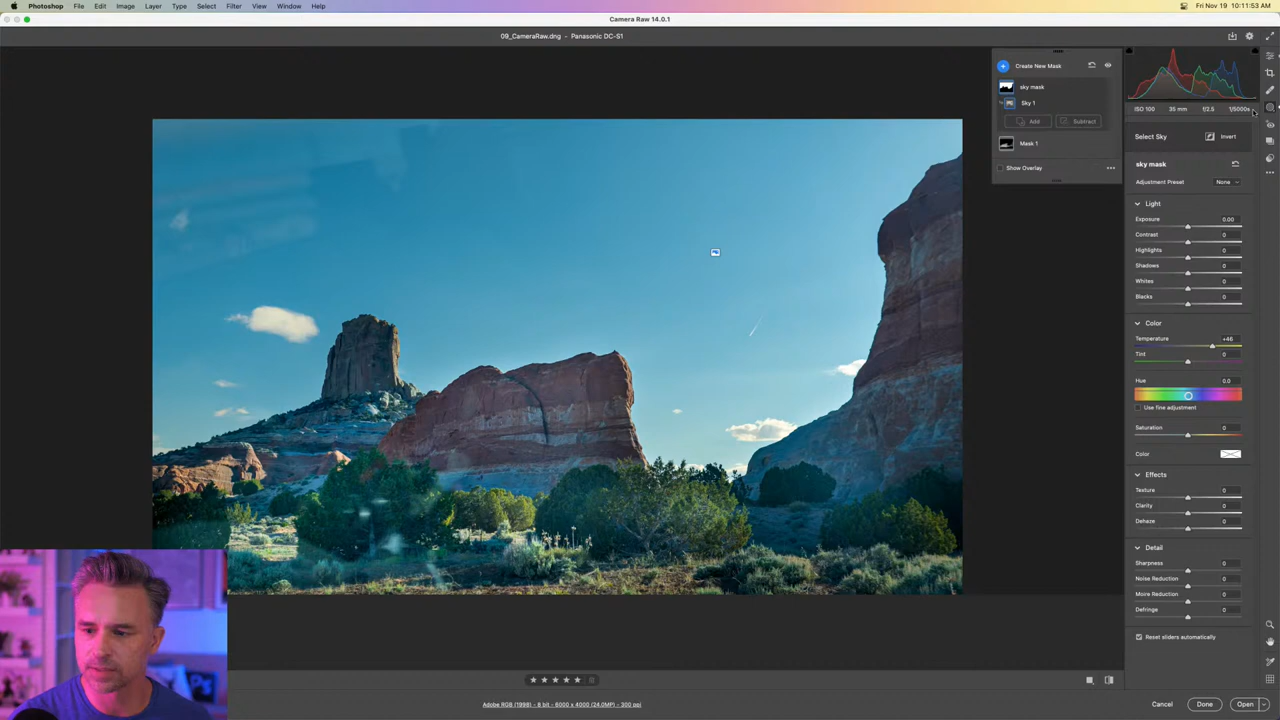 Photoshop File Edit Image Layer Type Select Filter View Window Help Fri Nov 19 10:11:53 AM
Camera Raw 14.0.1
09_CameraRaw.dng - Panasonic DC-S1
Create New Mask
sky mask
Sky 1
Add Subtract
Mask 1
Show Overlay
ISO 100 35 mm f/2.5 1/5000s
Select Sky Invert
sky mask
Adjustment Preset None
Light
Exposure 0.00
Contrast 0
Highlights 0
Shadows 0
Whites 0
Blacks 0
Color
Temperature +46
Tint 0
Hue 0.0
Use fine adjustment
Saturation 0
Color
Effects
Texture 0
Clarity 0
Dehaze 0
Detail
Sharpness 0
Noise Reduction 0
Moire Reduction 0
Defringe 0
Reset sliders automatically
Adobe RGB (1998) - 8 bit - 6000 x 4000 (24.0MP) - 300 ppi
Cancel Done Open